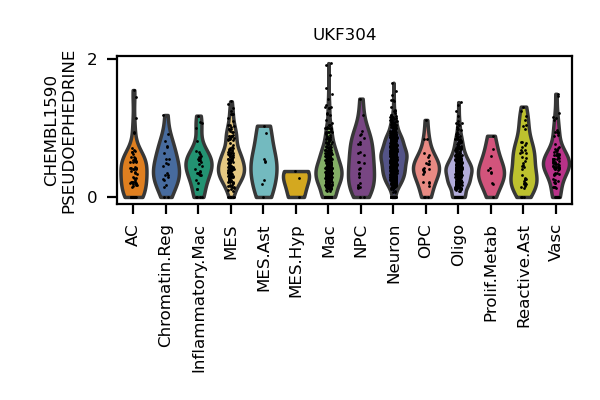 UKF304
CHEMBL1590
PSEUDOEPHEDRINE
2
0
AC
Chromatin.Reg
Inflammatory.Mac
MES
MES.Ast
MES.Hyp
Mac
NPC
Neuron
OPC
Oligo
Prolif.Metab
Reactive.Ast
Vasc